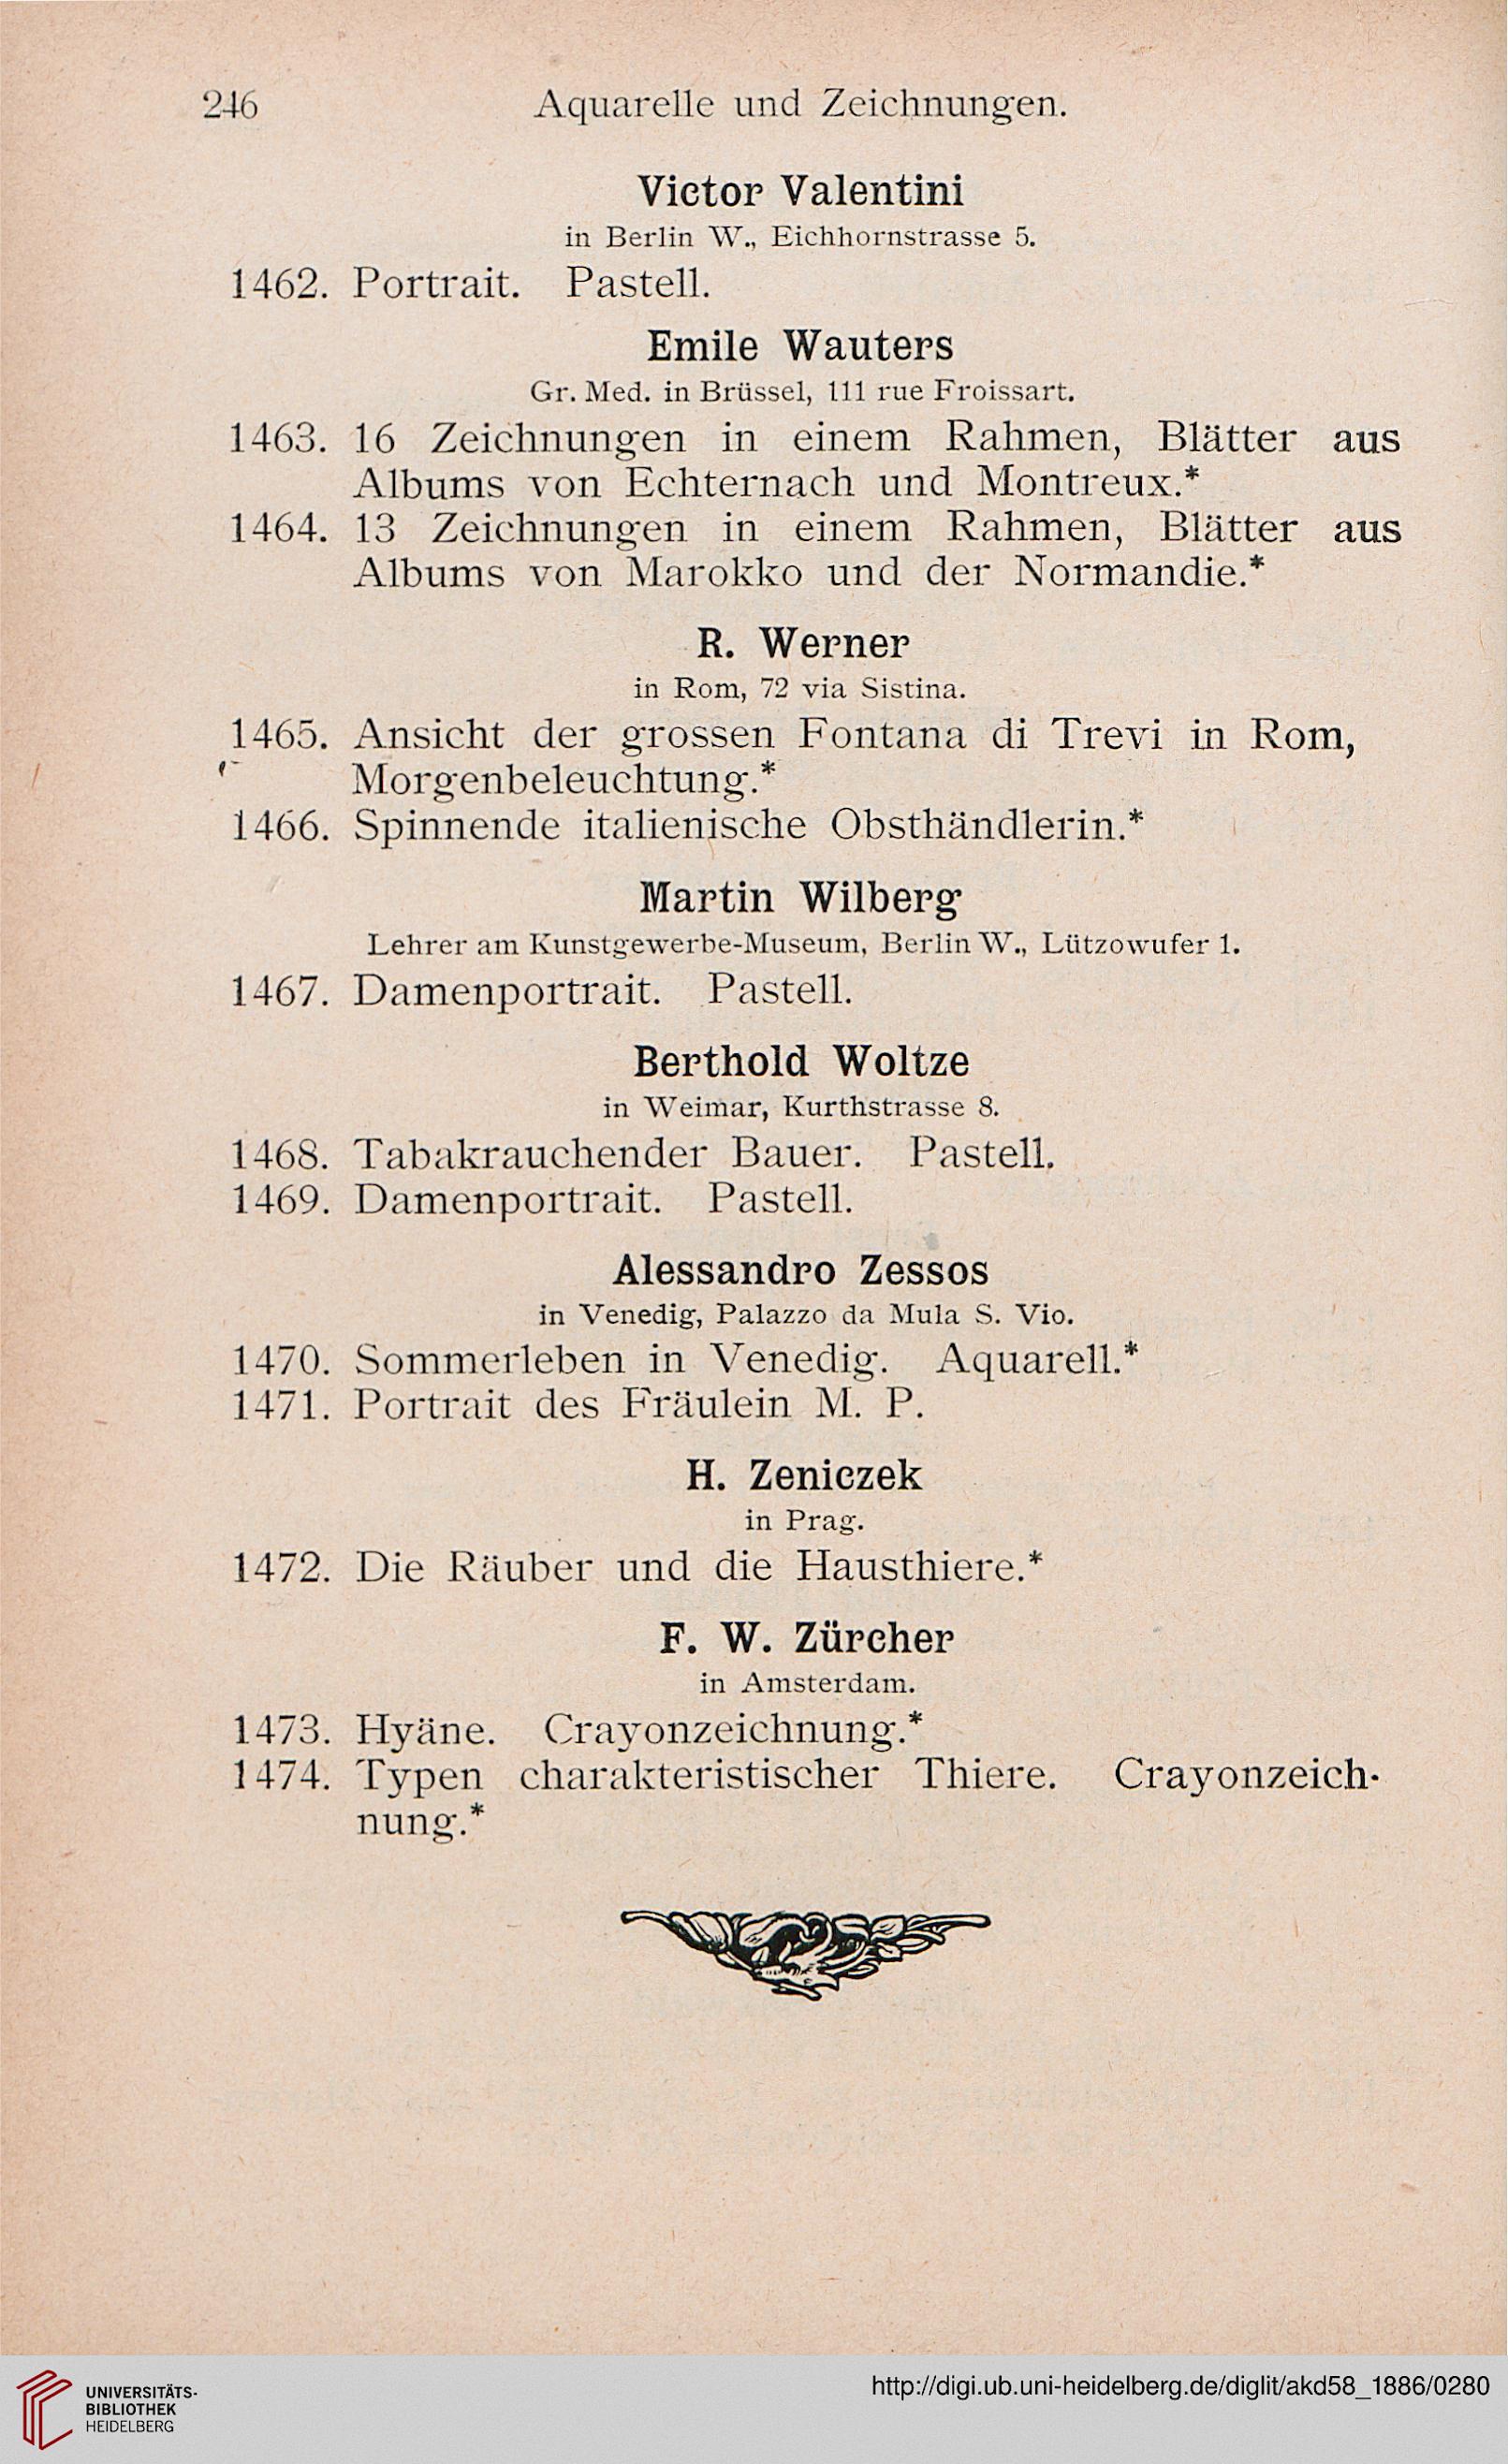 246
Aquarelle und Zeichnungen.
Victor Valentini
in Berlin W., Eichhornstrasse 5.
1462. Portrait. Pastell.
Emile Wauters
Gr. Med. in Brüssel, 111 rue Froissart.
1463. 16 Zeichnungen in einem Rahmen, Blätter aus
Albums von Echternach und Montreux.*
1464. 13 Zeichnungen in einem Rahmen, Blätter aus
Albums von Marokko und der Normandie.*
R. Werner
in Rom, 72 via Sistina.
1465. Ansicht der grossen Fontana di Trevi in Rom,
Morgenbeleuchtung.*
1466. Spinnende italienische Obsthändlerin.*
Martin Wilberg
Lehrer am Kunstgewerbe-Museum, Berlin W., Lützowufer 1.
1467. Damenportrait. Pastell.
Berthold Woltze
in Weimar, Kurthstrasse 8.
1468. Tabakrauchender Bauer. Pastell.
1469. Damenportrait. Pastell.
Alessandro Zessos
in Venedig, Palazzo da Mula S. Vio.
1470. Sommerleben in Venedig. Aquarell.*
1471. Portrait des Fräulein M. P.
H. Zeniczek
in Prag.
1472. Die Räuber und die Hausthiere.*
F. W. Zürcher
in Amsterdam.
1473. Hyäne. Crayonzeichnung.*
1474. Typen charakteristischer Thiere. Crayonzeich-
nung.*
UNIVERSITÄTS-
BIBLIOTHEK
HEIDELBERG
http://digi.ub.uni-heidelberg.de/diglit/akd58_1886/0280